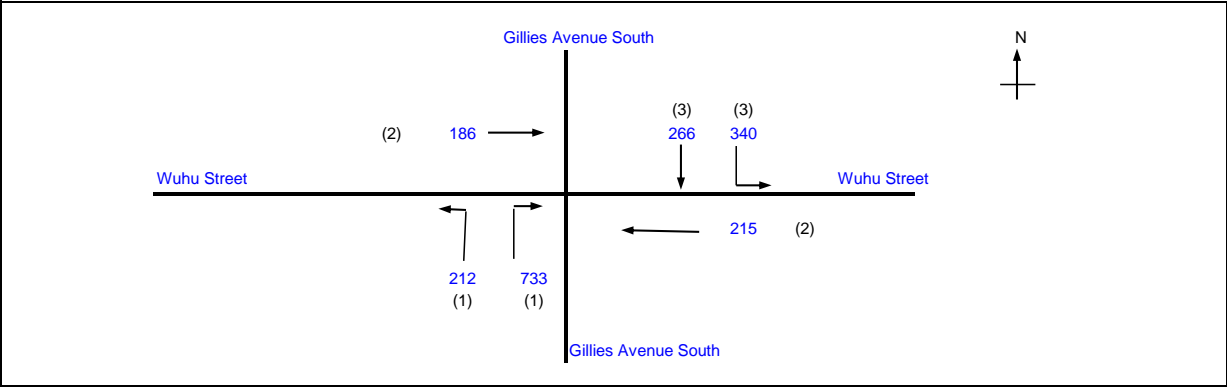 Gillies Avenue South
N
(3) (3)
(2) 186 266 340
Wuhu Street Wuhu Street
215 (2)
212 733
(1) (1)
Gillies Avenue South